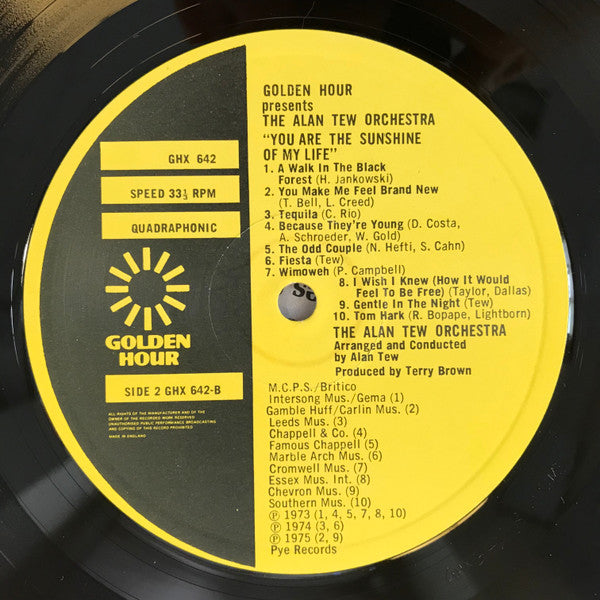 GHX 642
SPEED 33⅓ RPM
QUADRAPHONIC
GOLDEN
HOUR
SIDE 2 GHX 642-B
ALL RIGHTS OF THE MANUFACTURER AND OF THE
OWNER OF THE RECORDED WORK RESERVED
UNAUTHORISED PUBLIC PERFORMANCE BROADCASTING
AND COPYING OF THIS RECORD PROHIBITED
MADE IN ENGLAND
GOLDEN HOUR
presents
THE ALAN TEW ORCHESTRA
"YOU ARE THE SUNSHINE
OF MY LIFE"
1. A Walk In The Black
Forest (H. Jankowski)
2. You Make Me Feel Brand New
(T. Bell, L. Creed)
3. Tequila (C. Rio)
4. Because They're Young (D. Costa,
A. Schroeder, W. Gold)
5. The Odd Couple (N. Hefti, S. Cahn)
6. Fiesta (Tew)
7. Wimoweh (P. Campbell)
8. I Wish I Knew (How It Would
Feel To Be Free) (Taylor, Dallas)
9. Gentle In The Night (Tew)
10. Tom Hark (R. Bopape, Lightborn)
THE ALAN TEW ORCHESTRA
Arranged and Conducted
by Alan Tew
Produced by Terry Brown
M.C.P.S./Britico
Intersong Mus./Gema (1)
Gamble Huff/Carlin Mus. (2)
Leeds Mus. (3)
Chappell & Co. (4)
Famous Chappell (5)
Marble Arch Mus. (6)
Cromwell Mus. (7)
Essex Mus. Int. (8)
Chevron Mus. (9)
Southern Mus. (10)
℗ 1973 (1, 4, 5, 7, 8, 10)
℗ 1974 (3, 6)
℗ 1975 (2, 9)
Pye Records